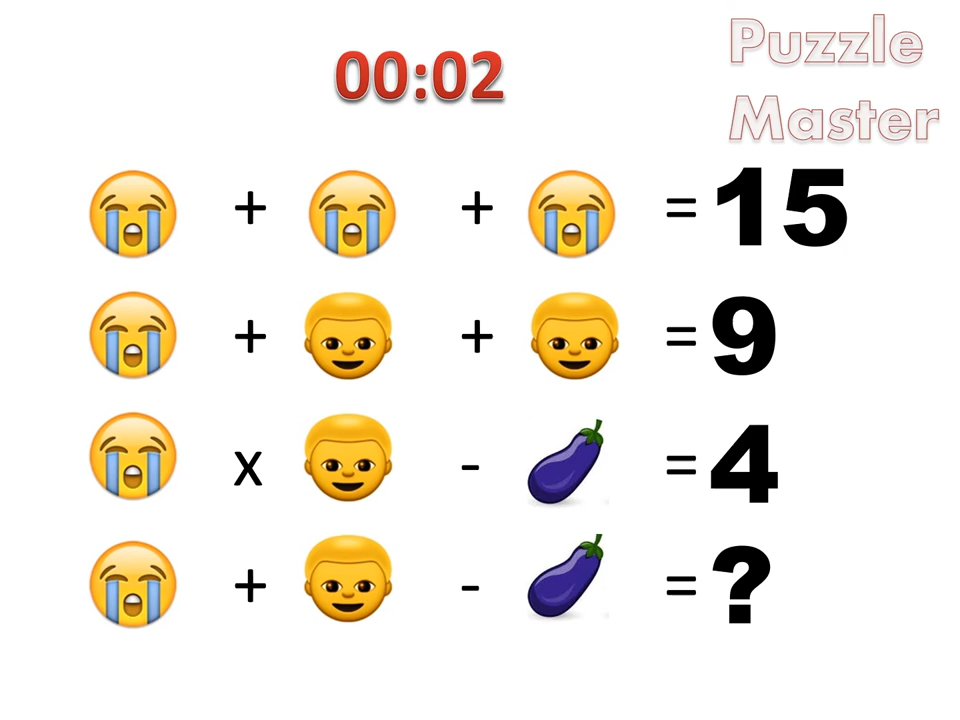 00:02
Puzzle
Master
+ + = 15
+ + = 9
x - = 4
+ - = ?